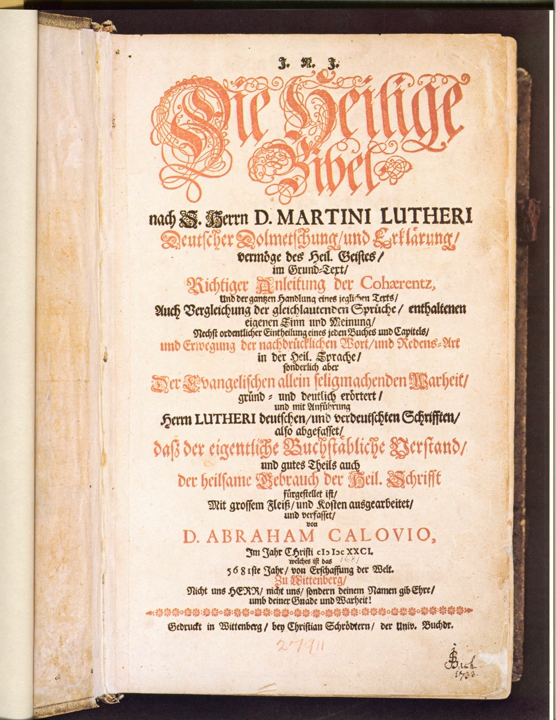 J. N. J.
Die Heilige
Bibel
nach S. Herrn D. MARTINI LUTHERI
Deutscher Dolmetschung/ und Erklärung/
vermöge des Heil. Geistes/
im Grund-Text/
Richtiger Anleitung der Cohærentz,
Und der gantzen Handlung eines jeglichen Texts/
Auch Vergleichung der gleichlautenden Sprüche/ enthaltenen
eigenen Sinn und Meinung/
Nechst ordentlicher Eintheilung eines jeden Buches und Capitels/
und Erwegung der nachdrücklichen Wort/ und Redens-Art
in der Heil. Sprache/
sonderlich aber
Der Evangelischen allein seligmachenden Warheit/
gründ- und deutlich erörtert/
und mit Anführung
Herrn LUTHERI deutschen/ und verdeutschten Schrifften/
also abgefasset/
daß der eigentliche Buchstäbliche Verstand/
und gutes Theils auch
der heilsame Gebrauch der Heil. Schrifft
fürgestellet ist/
Mit grossem Fleiß/ und Kosten ausgearbeitet/
und verfasset/
von
D. ABRAHAM CALOVIO,
Im Jahr Christi cIↄ Iↄc XXCI.
welches ist das 1681
5681ste Jahr/ von Erschaffung der Welt.
Zu Wittenberg/
Nicht uns HERR/ nicht uns/ sondern deinem Namen gib Ehre/
umb deiner Gnade und Warheit!
Gedruckt in Wittenberg/ bey Christian Schrödtern/ der Univ. Buchdr.
JSBach
1733.